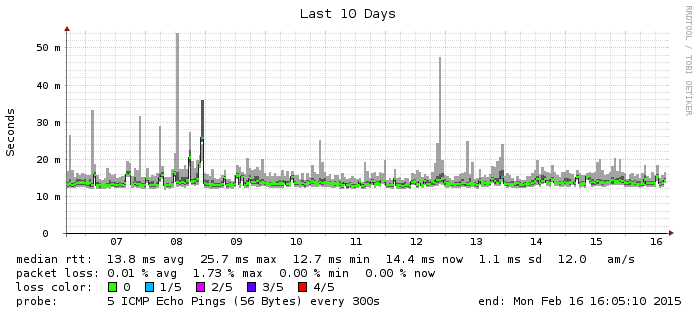 Last 10 Days
RRDTOOL / TOBI OETIKER
Seconds
50 m
40 m
30 m
20 m
10 m
0
07 08 09 10 11 12 13 14 15 16
median rtt: 13.8 ms avg 25.7 ms max 12.7 ms min 14.4 ms now 1.1 ms sd 12.0 am/s
packet loss: 0.01 % avg 1.73 % max 0.00 % min 0.00 % now
loss color: 0 1/5 2/5 3/5 4/5
probe: 5 ICMP Echo Pings (56 Bytes) every 300s end: Mon Feb 16 16:05:10 2015